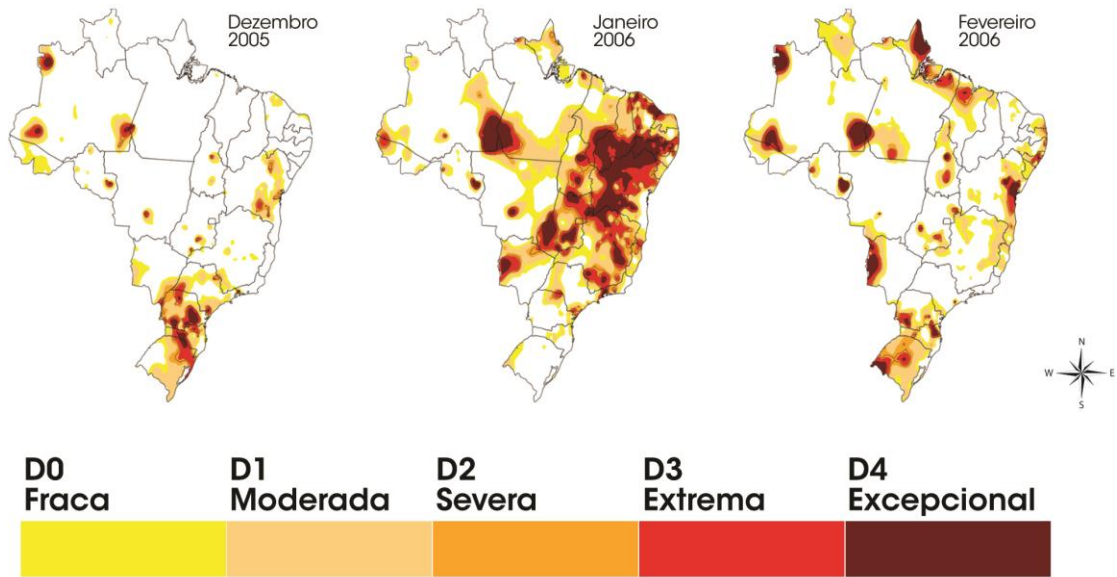 Dezembro
2005
Janeiro
2006
Fevereiro
2006
N
W
E
S
D0
Fraca
D1
Moderada
D2
Severa
D3
Extrema
D4
Excepcional